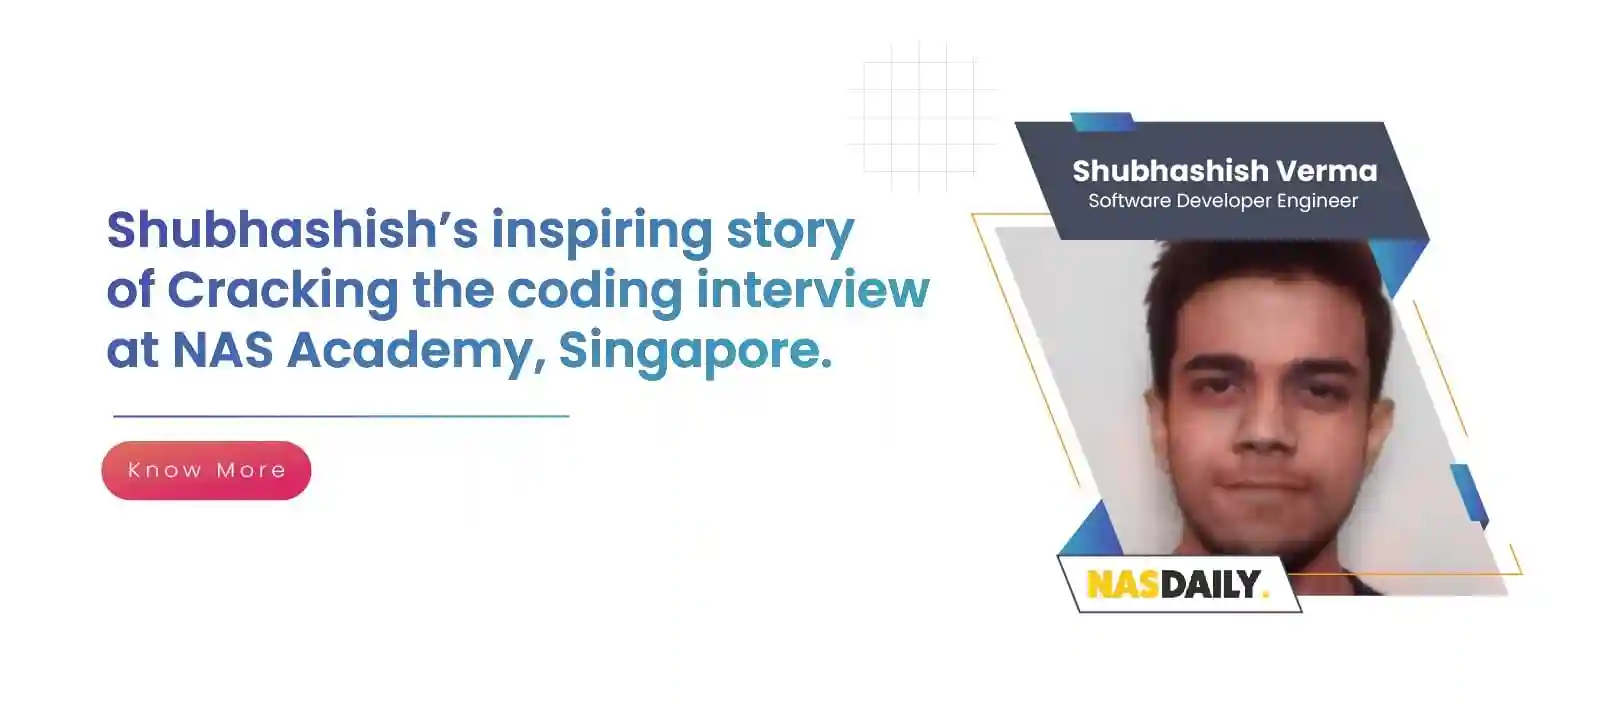 Shubhashish’s inspiring story
of Cracking the coding interview
at NAS Academy, Singapore.
Know More
Shubhashish Verma
Software Developer Engineer
NASDAILY.